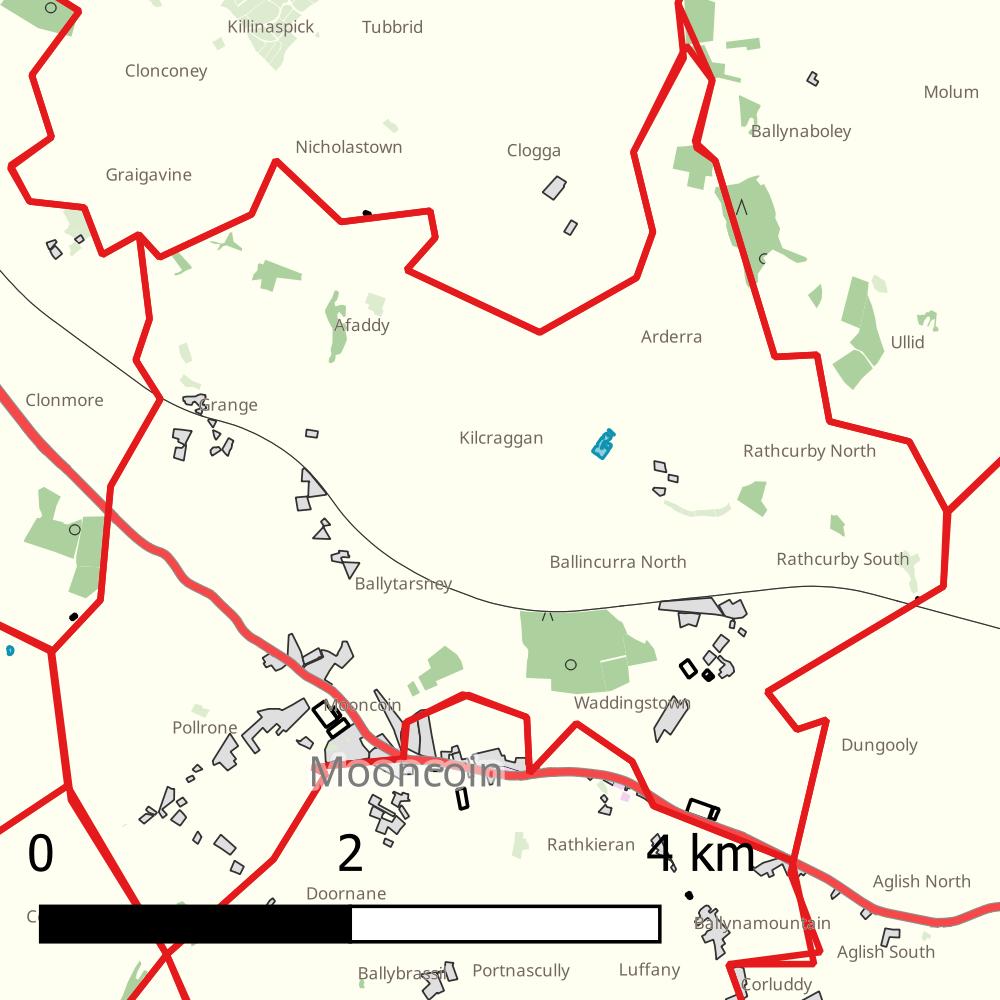 Killinaspick
Tubbrid
Clonconey
Molum
Ballynaboley
Nicholastown
Clogga
Graigavine
Afaddy
Arderra
Ullid
Clonmore
Grange
Kilcraggan
Rathcurby North
Ballincurra North
Rathcurby South
Ballytarsney
Mooncoin
Waddingstown
Pollrone
Dungooly
Mooncoin
Rathkieran
0 2 4 km
Aglish North
Doornane
Ballynamountain
Aglish South
Ballybrassil
Portnascully
Luffany
Corluddy